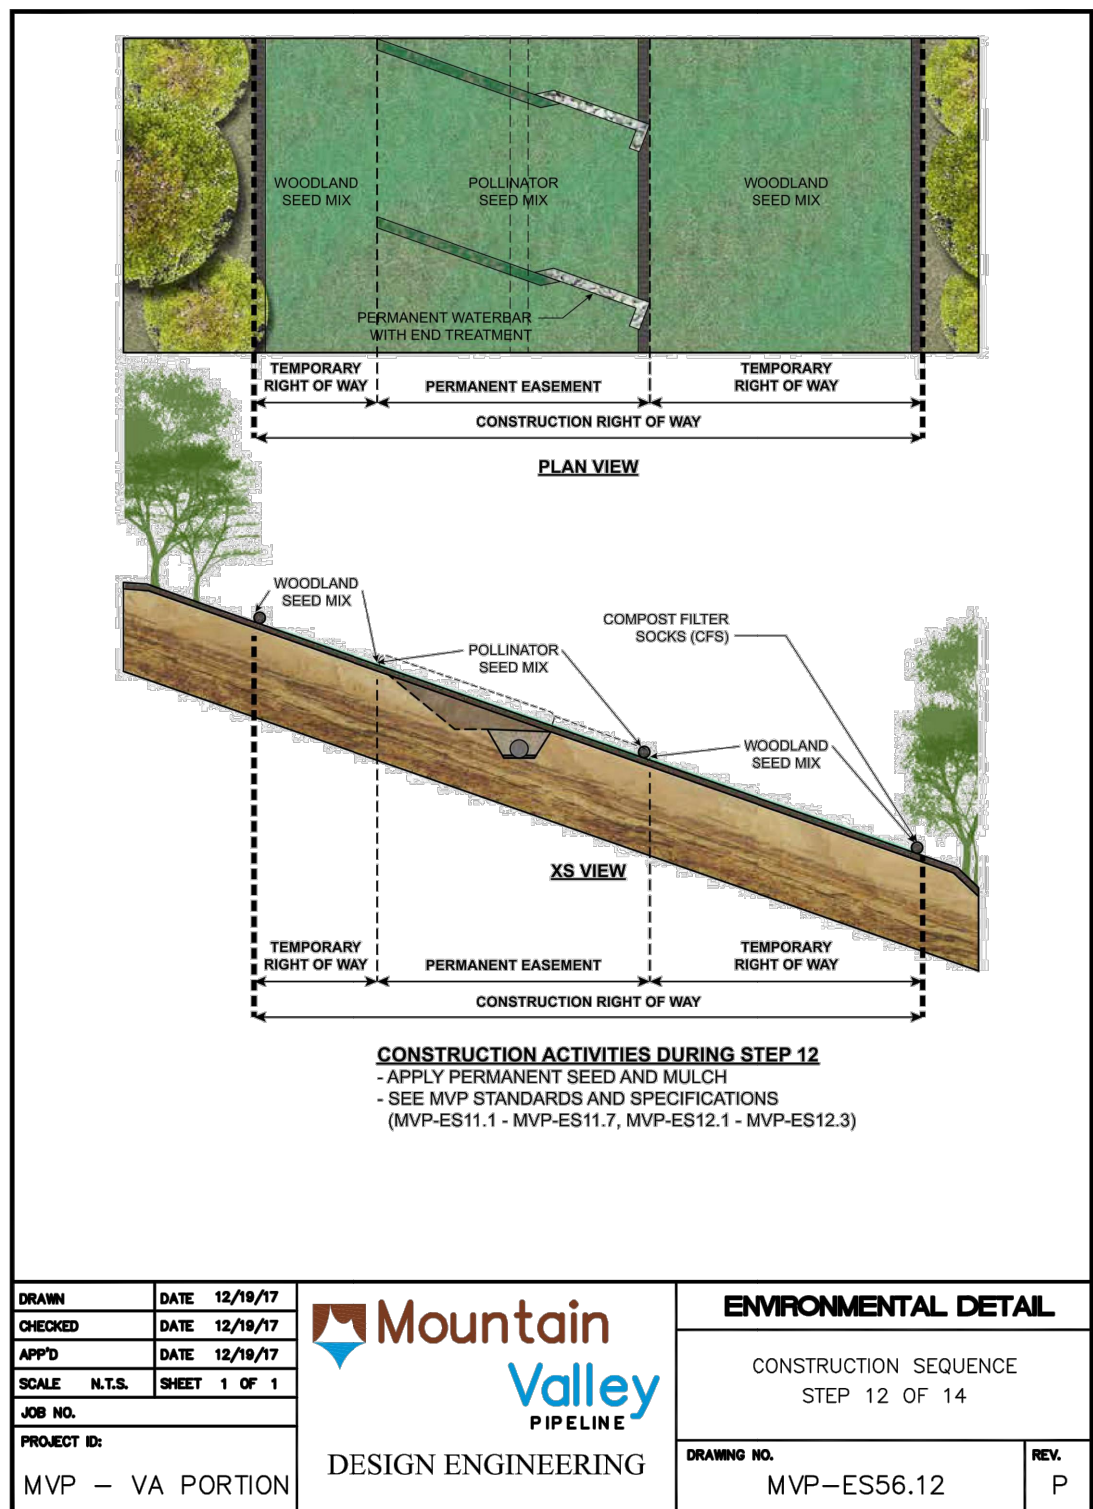 WOODLAND
SEED MIX
POLLINATOR
SEED MIX
WOODLAND
SEED MIX
PERMANENT WATERBAR
WITH END TREATMENT
TEMPORARY
RIGHT OF WAY
PERMANENT EASEMENT
TEMPORARY
RIGHT OF WAY
CONSTRUCTION RIGHT OF WAY
PLAN VIEW
WOODLAND
SEED MIX
POLLINATOR
SEED MIX
COMPOST FILTER
SOCKS (CFS)
WOODLAND
SEED MIX
XS VIEW
TEMPORARY
RIGHT OF WAY
PERMANENT EASEMENT
TEMPORARY
RIGHT OF WAY
CONSTRUCTION RIGHT OF WAY
CONSTRUCTION ACTIVITIES DURING STEP 12
- APPLY PERMANENT SEED AND MULCH
- SEE MVP STANDARDS AND SPECIFICATIONS
(MVP-ES11.1 - MVP-ES11.7, MVP-ES12.1 - MVP-ES12.3)
DRAWN DATE 12/19/17
CHECKED DATE 12/19/17
APP'D DATE 12/19/17
SCALE N.T.S. SHEET 1 OF 1
JOB NO.
PROJECT ID:
MVP - VA PORTION
Mountain
Valley
PIPELINE
DESIGN ENGINEERING
ENVIRONMENTAL DETAIL
CONSTRUCTION SEQUENCE
STEP 12 OF 14
DRAWING NO.
MVP-ES56.12
REV.
P